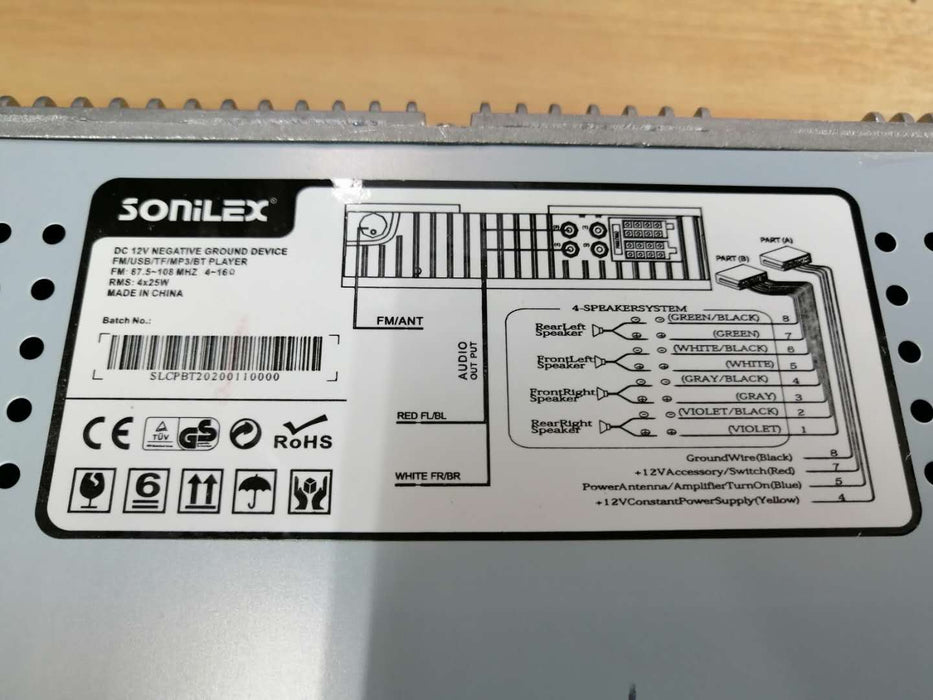 SONiLEX®
DC 12V NEGATIVE GROUND DEVICE
FM/USB/TF/MP3/BT PLAYER
FM: 87.5~108 MHZ 4~16Ω
RMS: 4x25W
MADE IN CHINA
Batch No.:
SLCPBT20200110000
CE
TÜV
GS
RoHS
6
FM/ANT
AUDIO
OUT PUT
RED FL/BL
WHITE FR/BR
PART (A)
PART (B)
4-SPEAKERSYSTEM
RearLeft
Speaker
(GREEN/BLACK) 8
(GREEN) 7
FrontLeft
Speaker
(WHITE/BLACK) 6
(WHITE) 5
FrontRight
Speaker
(GRAY/BLACK) 4
(GRAY) 3
RearRight
Speaker
(VIOLET/BLACK) 2
(VIOLET) 1
GroundWire(Black) 8
+12VAccessory/Switch(Red) 7
PowerAntenna/AmplifierTurnOn(Blue) 5
+12VConstantPowerSupply(Yellow) 4